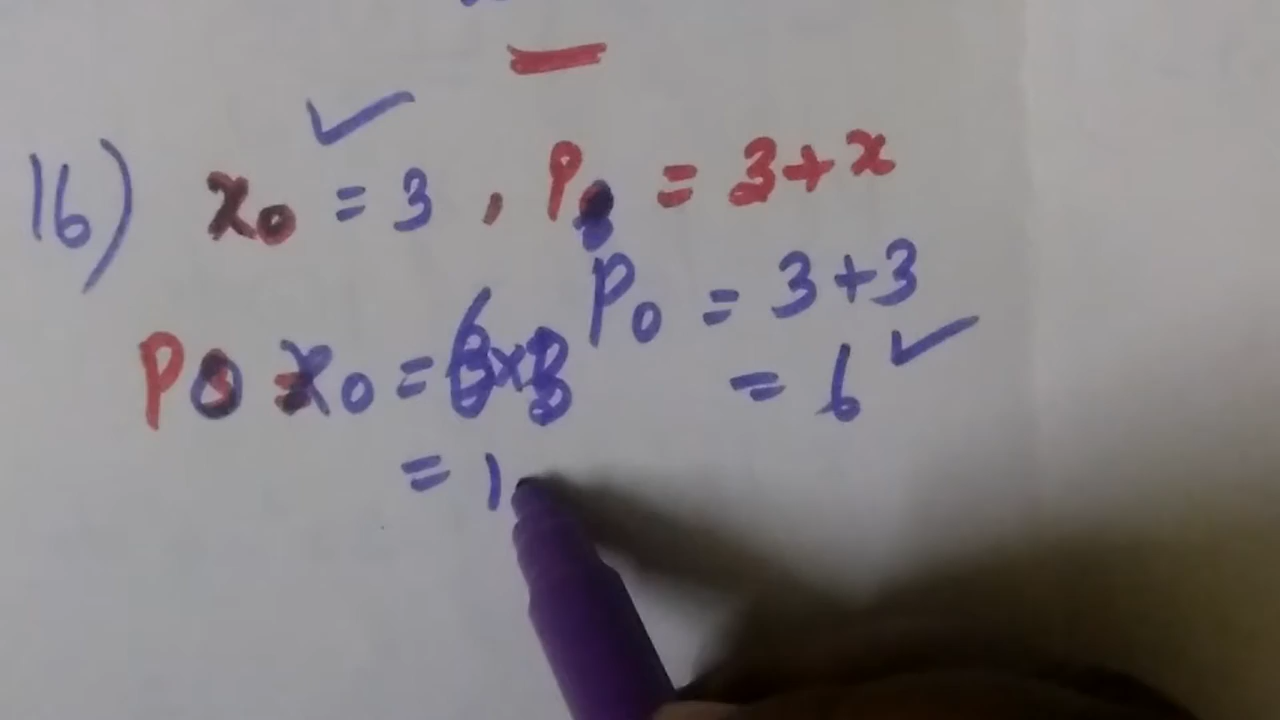 16) x₀ = 3 , P₀ = 3+x
P₀ = 3+3
P₀ x₀ = 6×3
= 6
= 1